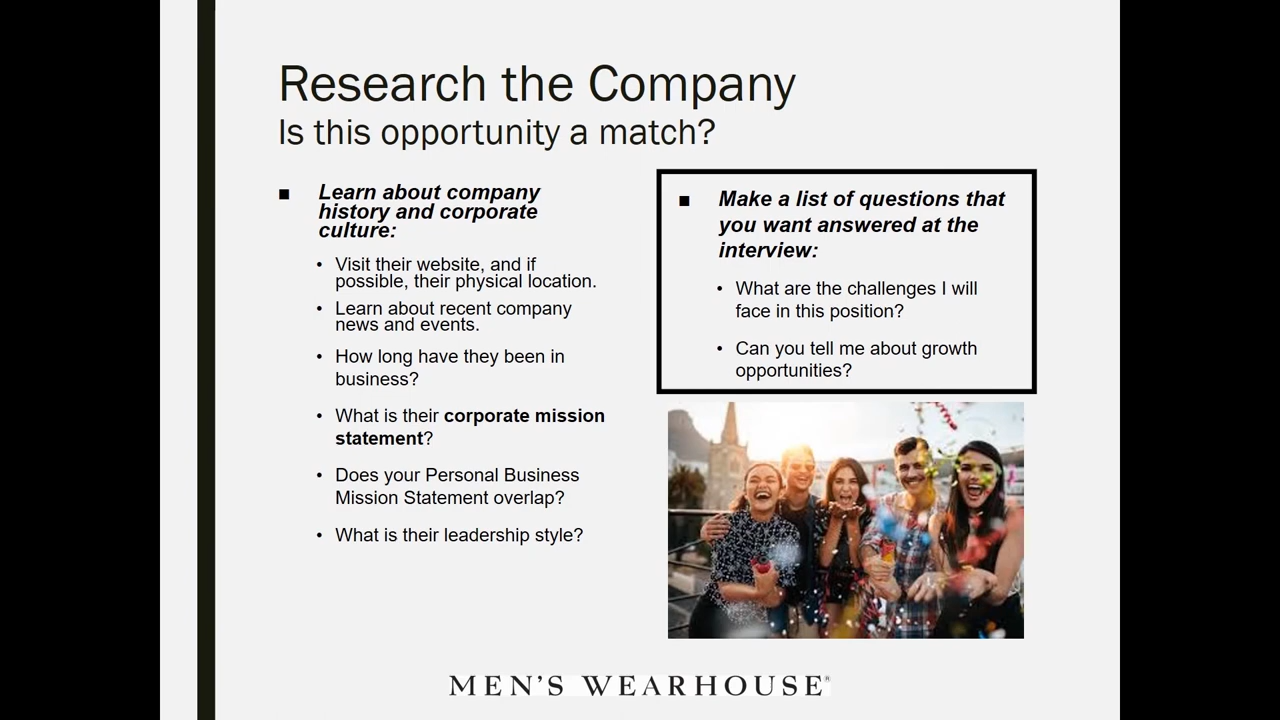 Research the Company
Is this opportunity a match?
■ Learn about company
history and corporate
culture:
• Visit their website, and if
possible, their physical location.
• Learn about recent company
news and events.
• How long have they been in
business?
• What is their corporate mission
statement?
• Does your Personal Business
Mission Statement overlap?
• What is their leadership style?
■ Make a list of questions that
you want answered at the
interview:
• What are the challenges I will
face in this position?
• Can you tell me about growth
opportunities?
MEN'S WEARHOUSE®